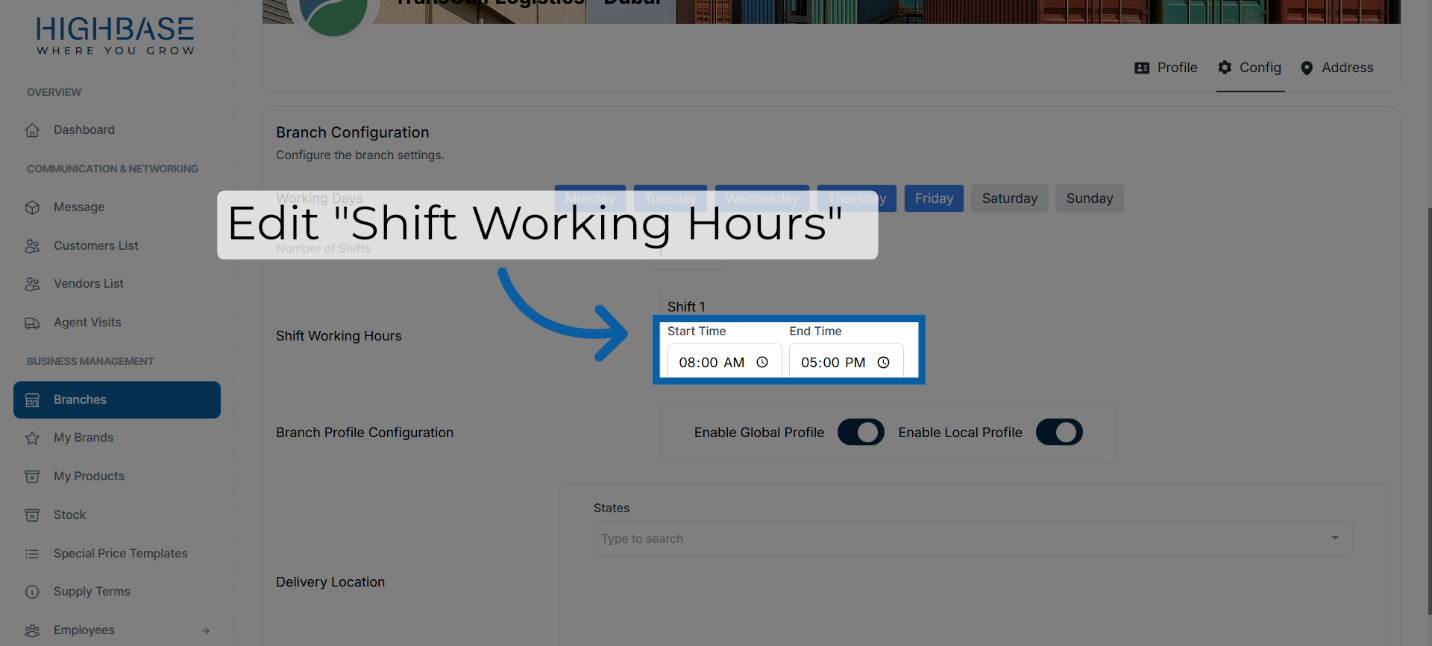 TransCon Logistics - Dubai
HIGHBASE
WHERE YOU GROW
Profile
Config
Address
OVERVIEW
Dashboard
COMMUNICATION & NETWORKING
Message
Customers List
Vendors List
Agent Visits
BUSINESS MANAGEMENT
Branches
My Brands
My Products
Stock
Special Price Templates
Supply Terms
Employees
Branch Configuration
Configure the branch settings.
Working Days
Monday
Tuesday
Wednesday
Thursday
Friday
Saturday
Sunday
Edit "Shift Working Hours"
Number of Shifts
Shift 1
Shift Working Hours
Start Time
End Time
08:00 AM
05:00 PM
Branch Profile Configuration
Enable Global Profile
Enable Local Profile
States
Type to search
Delivery Location